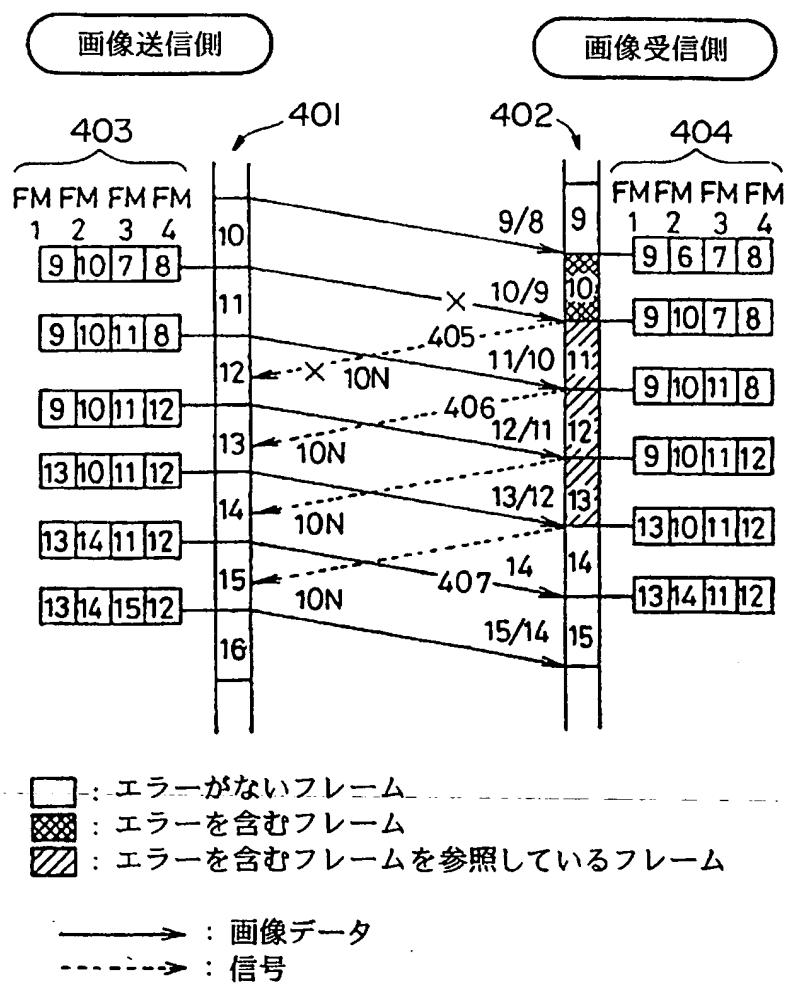 画像送信側
画像受信側
403
401
402
404
FM FM FM FM
1 2 3 4
FM FM FM FM
1 2 3 4
9 10 7 8
9 10 11 8
9 10 11 12
13 10 11 12
13 14 11 12
13 14 15 12
10
11
12
13
14
15
16
9/8
10/9
×
405
×
10N
11/10
406
10N
12/11
13/12
10N
14
407
10N
15/14
9
10
11
12
13
14
15
9 6 7 8
9 10 7 8
9 10 11 8
9 10 11 12
13 10 11 12
13 14 11 12
: エラーがないフレーム
: エラーを含むフレーム
: エラーを含むフレームを参照しているフレーム
: 画像データ
: 信号